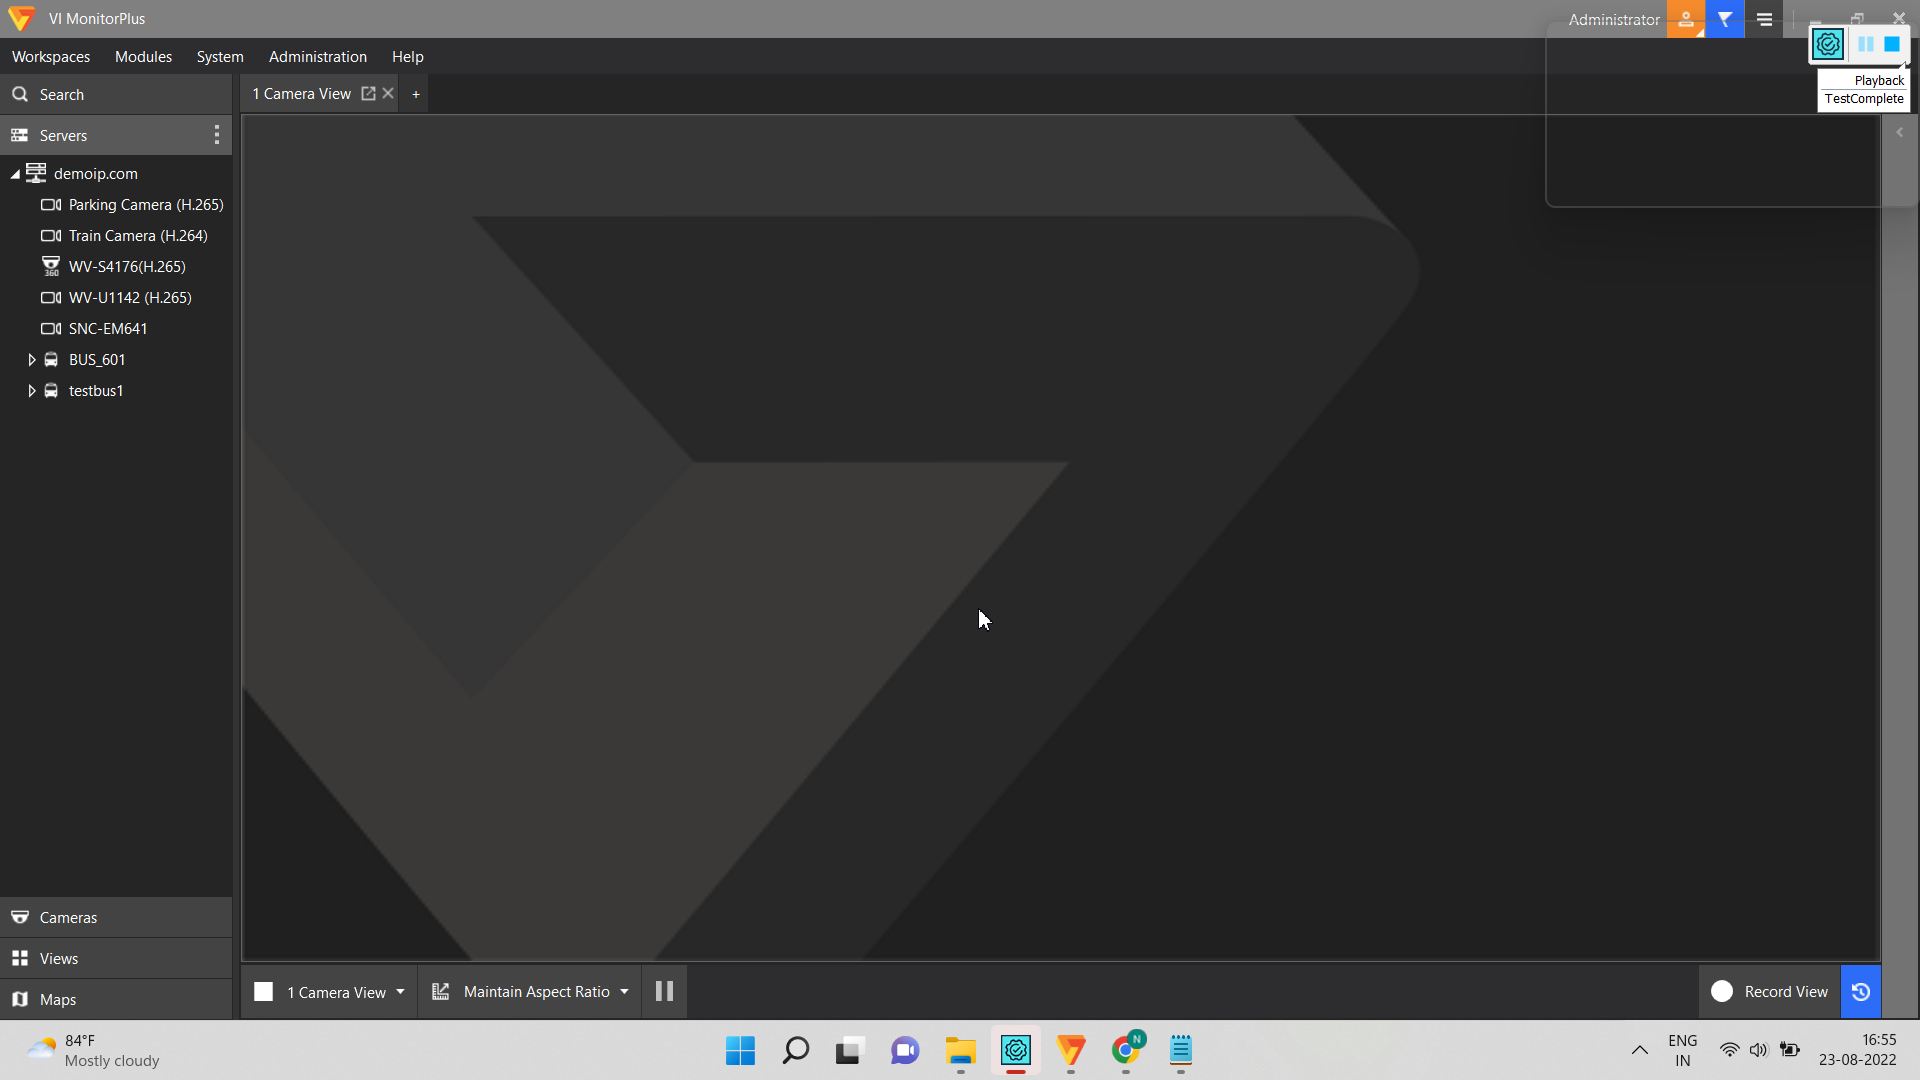 VI MonitorPlus
Administrator
Workspaces Modules System Administration Help
Playback
TestComplete
Search
1 Camera View +
Servers
demoip.com
Parking Camera (H.265)
Train Camera (H.264)
360
WV-S4176(H.265)
WV-U1142 (H.265)
SNC-EM641
BUS_601
testbus1
Cameras
Views
Maps
1 Camera View
Maintain Aspect Ratio
Record View
84°F
Mostly cloudy
N
ENG
IN
16:55
23-08-2022